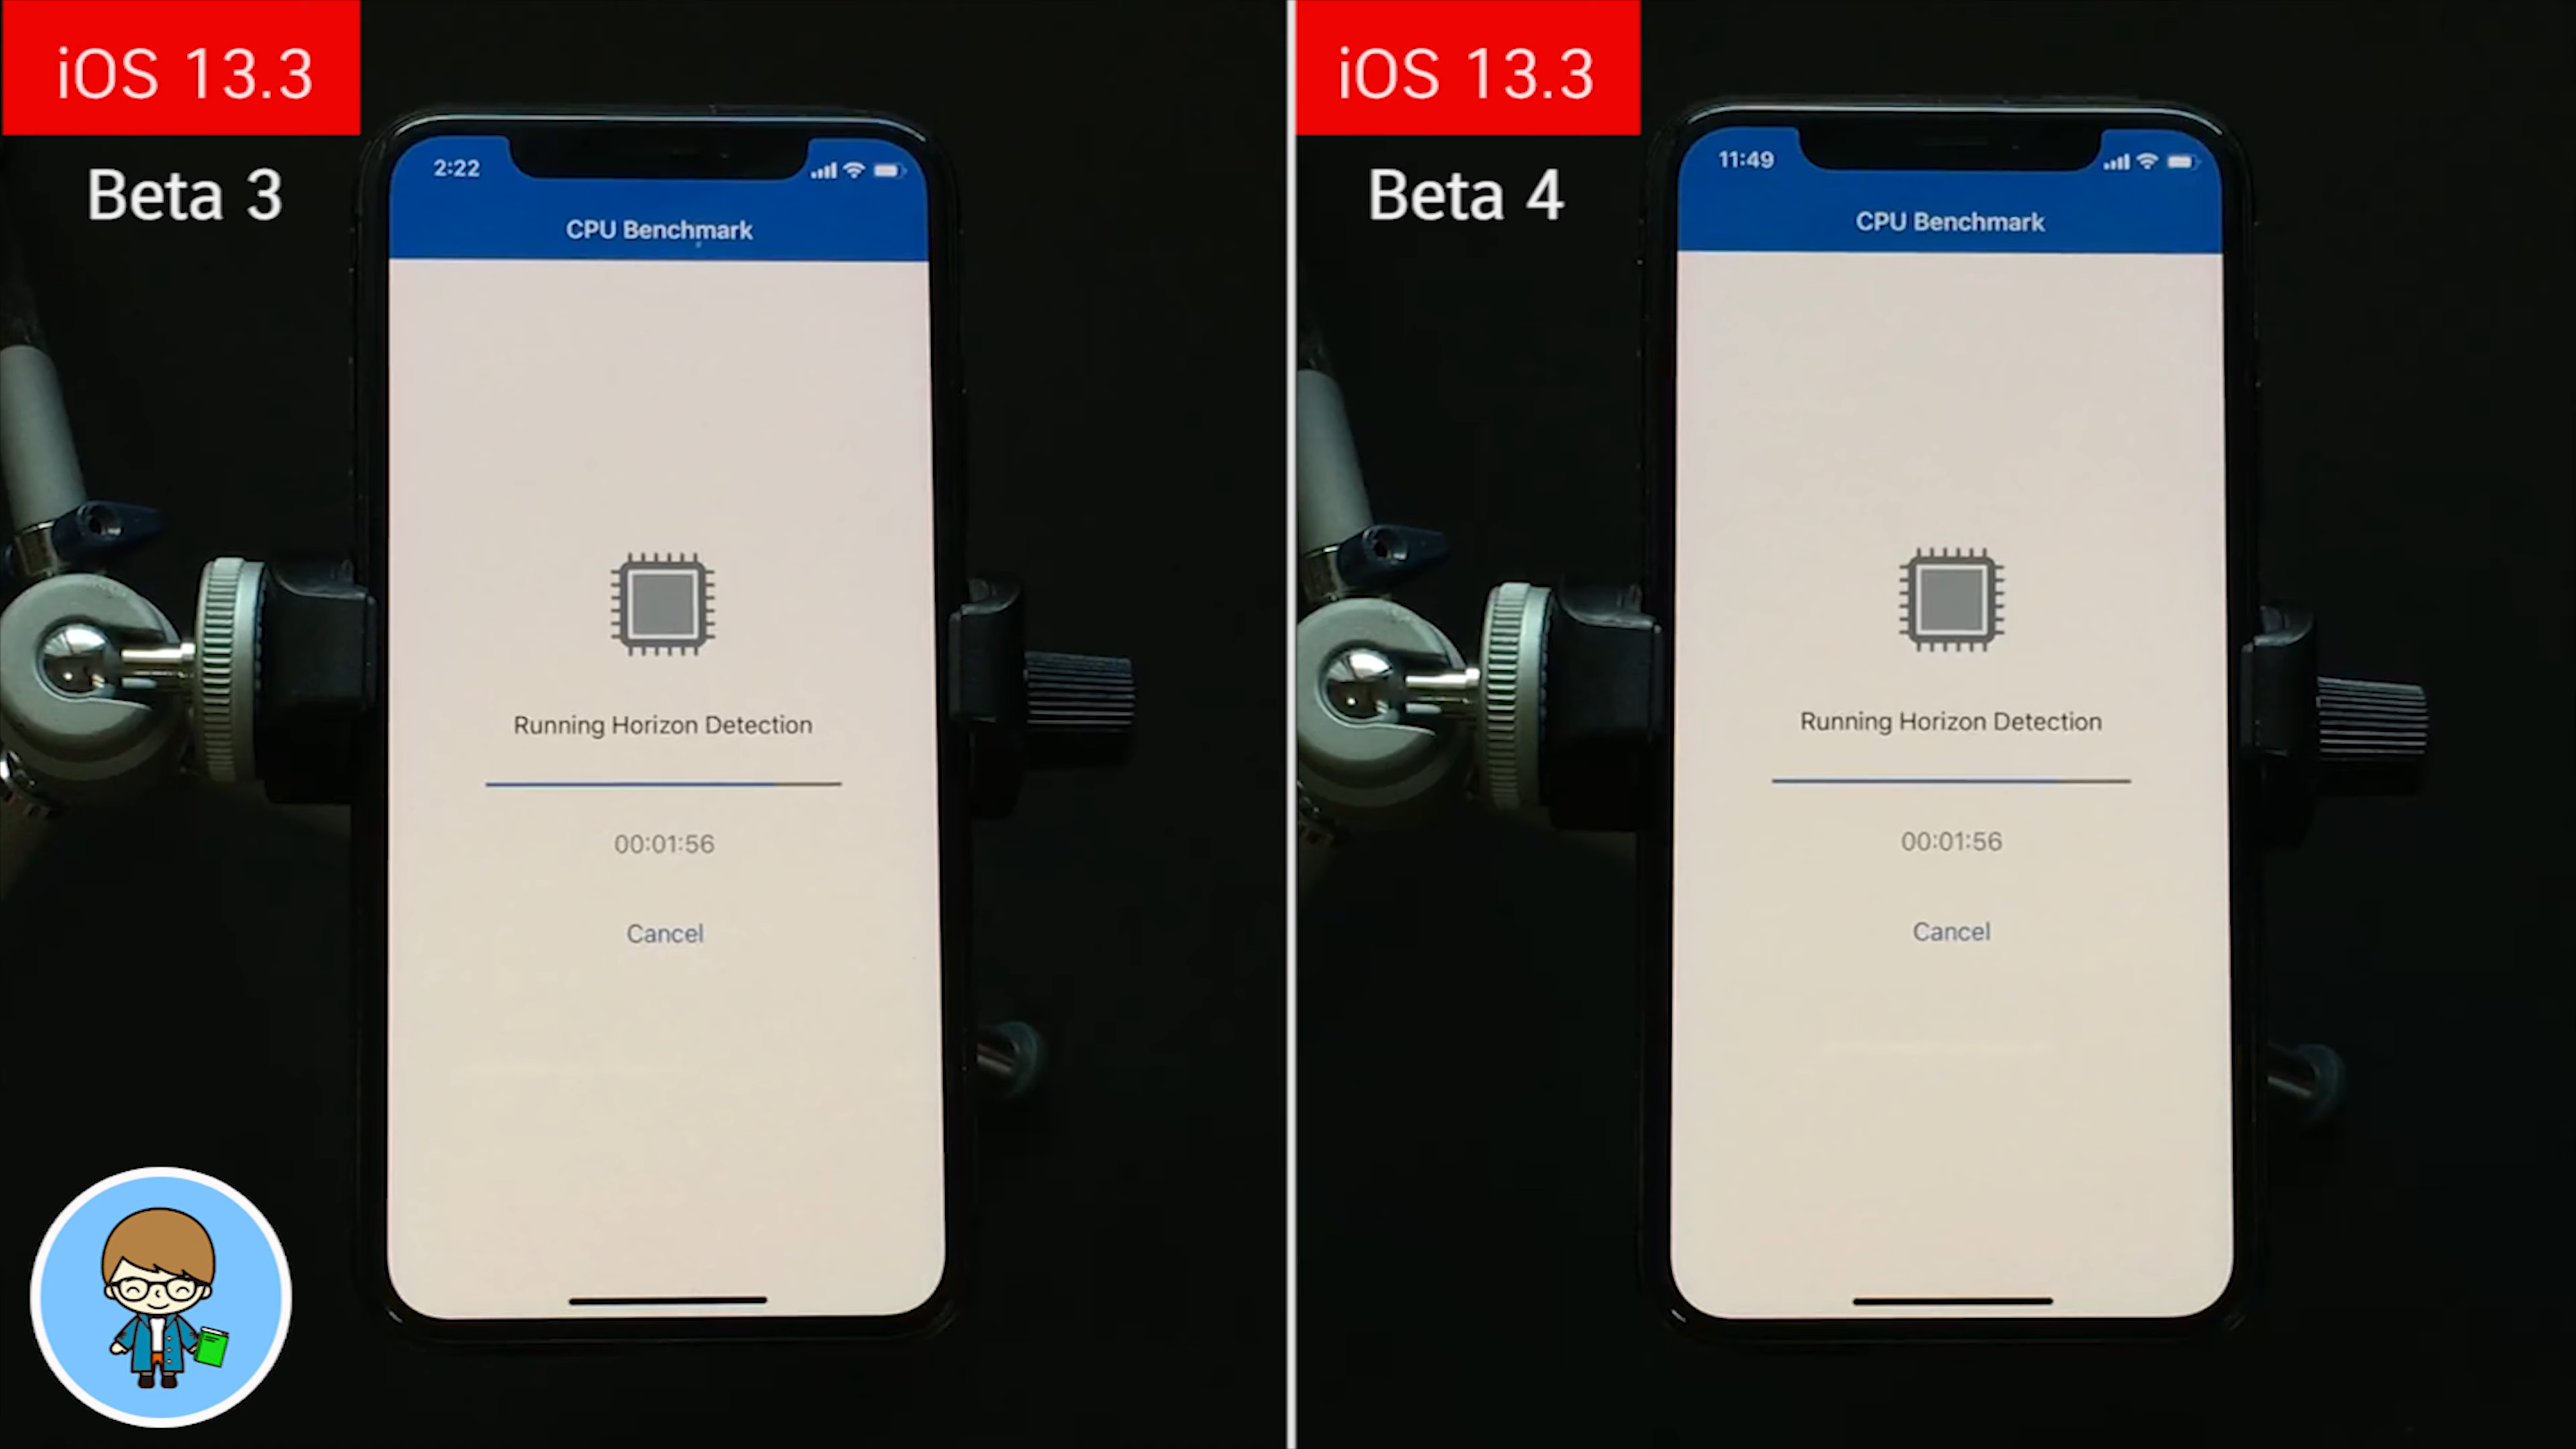 iOS 13.3
Beta 3
2:22
CPU Benchmark
Running Horizon Detection
00:01:56
Cancel
iOS 13.3
Beta 4
11:49
CPU Benchmark
Running Horizon Detection
00:01:56
Cancel